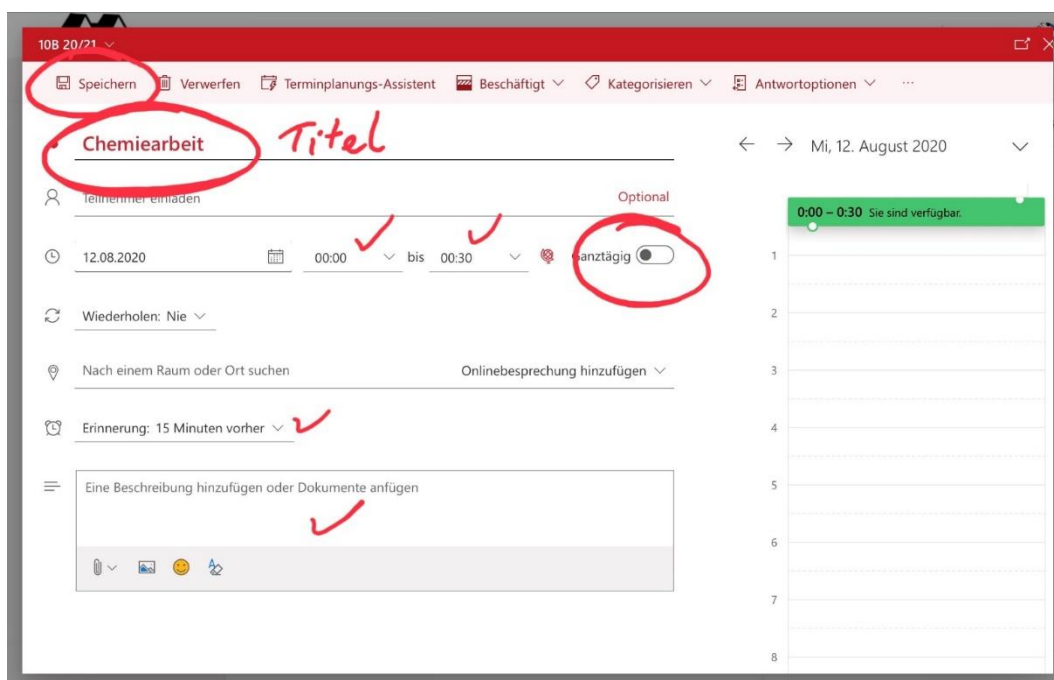 10B 20/21
Speichern Verwerfen Terminplanungs-Assistent Beschäftigt Kategorisieren Antwortoptionen ...
Chemiearbeit Titel
Mi, 12. August 2020
Teilnehmer einladen Optional
0:00 – 0:30 Sie sind verfügbar.
12.08.2020 00:00 bis 00:30 Ganztägig
1
Wiederholen: Nie
2
Nach einem Raum oder Ort suchen Onlinebesprechung hinzufügen
3
Erinnerung: 15 Minuten vorher
4
Eine Beschreibung hinzufügen oder Dokumente anfügen
5
6
7
8